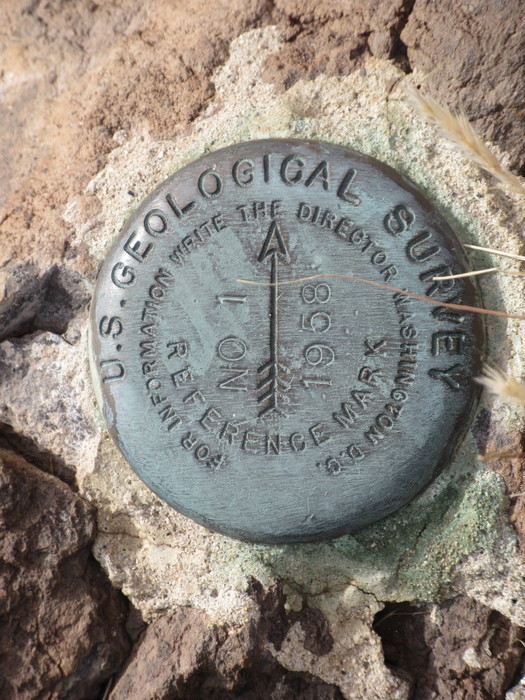 U.S. GEOLOGICAL SURVEY
FOR INFORMATION WRITE THE DIRECTOR, WASHINGTON D.C.
REFERENCE MARK
NO 1
1958